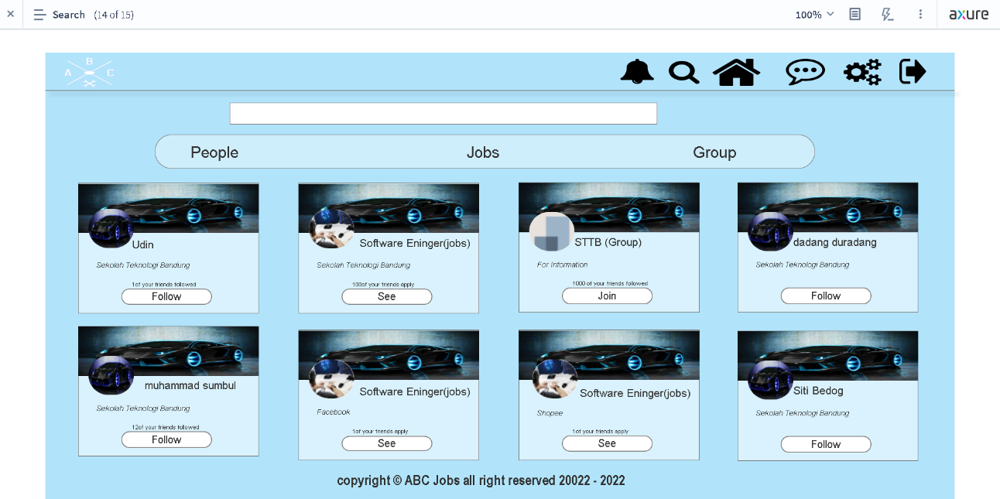 Search (14 of 15)
100%
axure
B
A C
People Jobs Group
Udin
Sekolah Teknologi Bandung
1of your friends followed
Follow
Software Eninger(jobs)
Sekolah Teknologi Bandung
100of your friends apply
See
STTB (Group)
For Information
1000 of your friends followed
Join
dadang duradang
Sekolah Teknologi Bandung
Follow
muhammad sumbul
Sekolah Teknologi Bandung
12of your friends followed
Follow
Software Eninger(jobs)
Facebook
1of your friends apply
See
Software Eninger(jobs)
Shopee
1of your friends apply
See
Siti Bedog
Sekolah Teknologi Bandung
Follow
copyright © ABC Jobs all right reserved 20022 - 2022